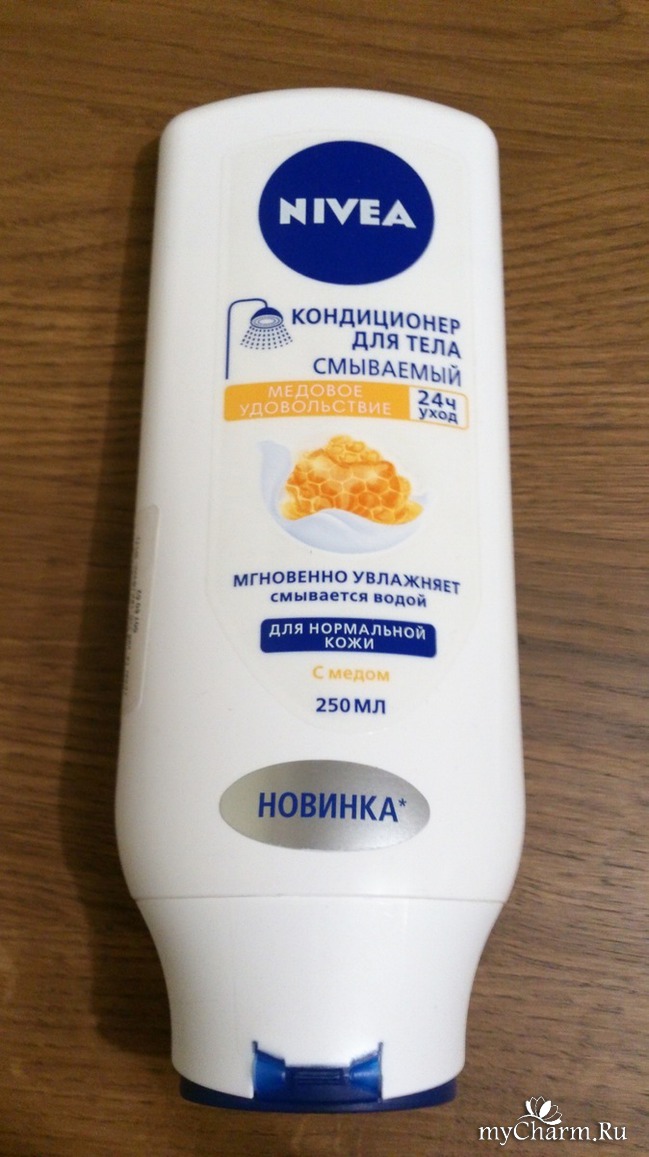 NIVEA
КОНДИЦИОНЕР
ДЛЯ ТЕЛА
СМЫВАЕМЫЙ
МЕДОВОЕ
УДОВОЛЬСТВИЕ
24ч
уход
МГНОВЕННО УВЛАЖНЯЕТ
смывается водой
ДЛЯ НОРМАЛЬНОЙ
КОЖИ
С медом
250МЛ
НОВИНКА*
myCharm.Ru